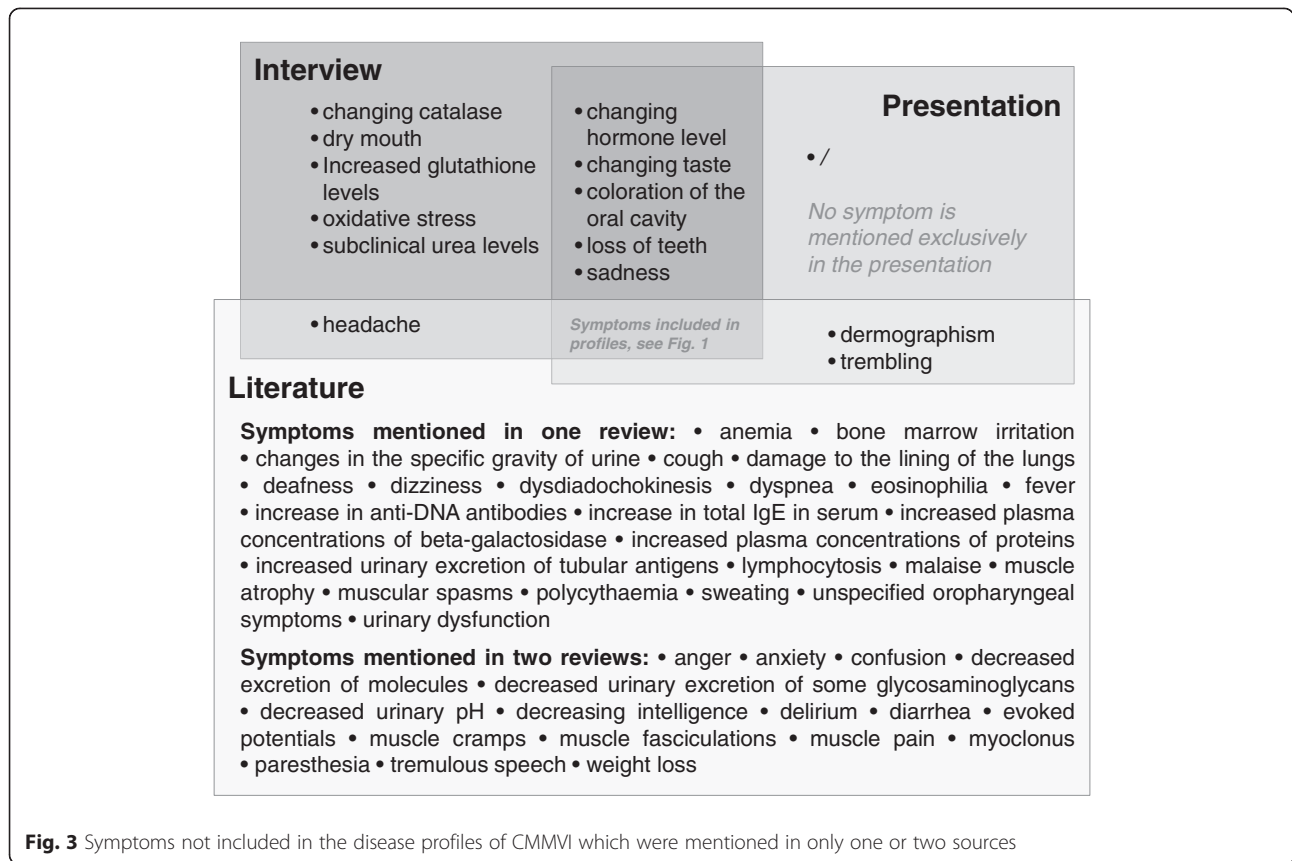 Interview
• changing catalase
• dry mouth
• Increased glutathione
levels
• oxidative stress
• subclinical urea levels
• changing
hormone level
• changing taste
• coloration of the
oral cavity
• loss of teeth
• sadness
Presentation
• /
No symptom is
mentioned exclusively
in the presentation
• headache
Symptoms included in
profiles, see Fig. 1
• dermographism
• trembling
Literature
Symptoms mentioned in one review: • anemia • bone marrow irritation
• changes in the specific gravity of urine • cough • damage to the lining of the lungs
• deafness • dizziness • dysdiadochokinesis • dyspnea • eosinophilia • fever
• increase in anti-DNA antibodies • increase in total IgE in serum • increased plasma
concentrations of beta-galactosidase • increased plasma concentrations of proteins
• increased urinary excretion of tubular antigens • lymphocytosis • malaise • muscle
atrophy • muscular spasms • polycythaemia • sweating • unspecified oropharyngeal
symptoms • urinary dysfunction
Symptoms mentioned in two reviews: • anger • anxiety • confusion • decreased
excretion of molecules • decreased urinary excretion of some glycosaminoglycans
• decreased urinary pH • decreasing intelligence • delirium • diarrhea • evoked
potentials • muscle cramps • muscle fasciculations • muscle pain • myoclonus
• paresthesia • tremulous speech • weight loss
Fig. 3 Symptoms not included in the disease profiles of CMMVI which were mentioned in only one or two sources